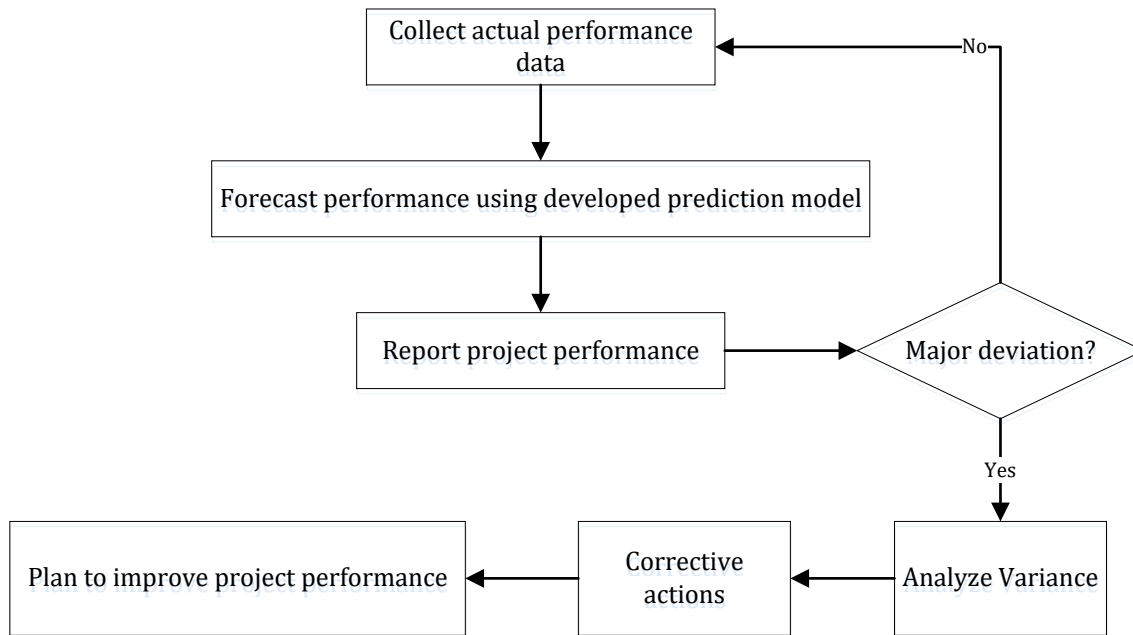 Collect actual performance
data
No
Forecast performance using developed prediction model
Report project performance
Major deviation?
Yes
Plan to improve project performance
Corrective
actions
Analyze Variance